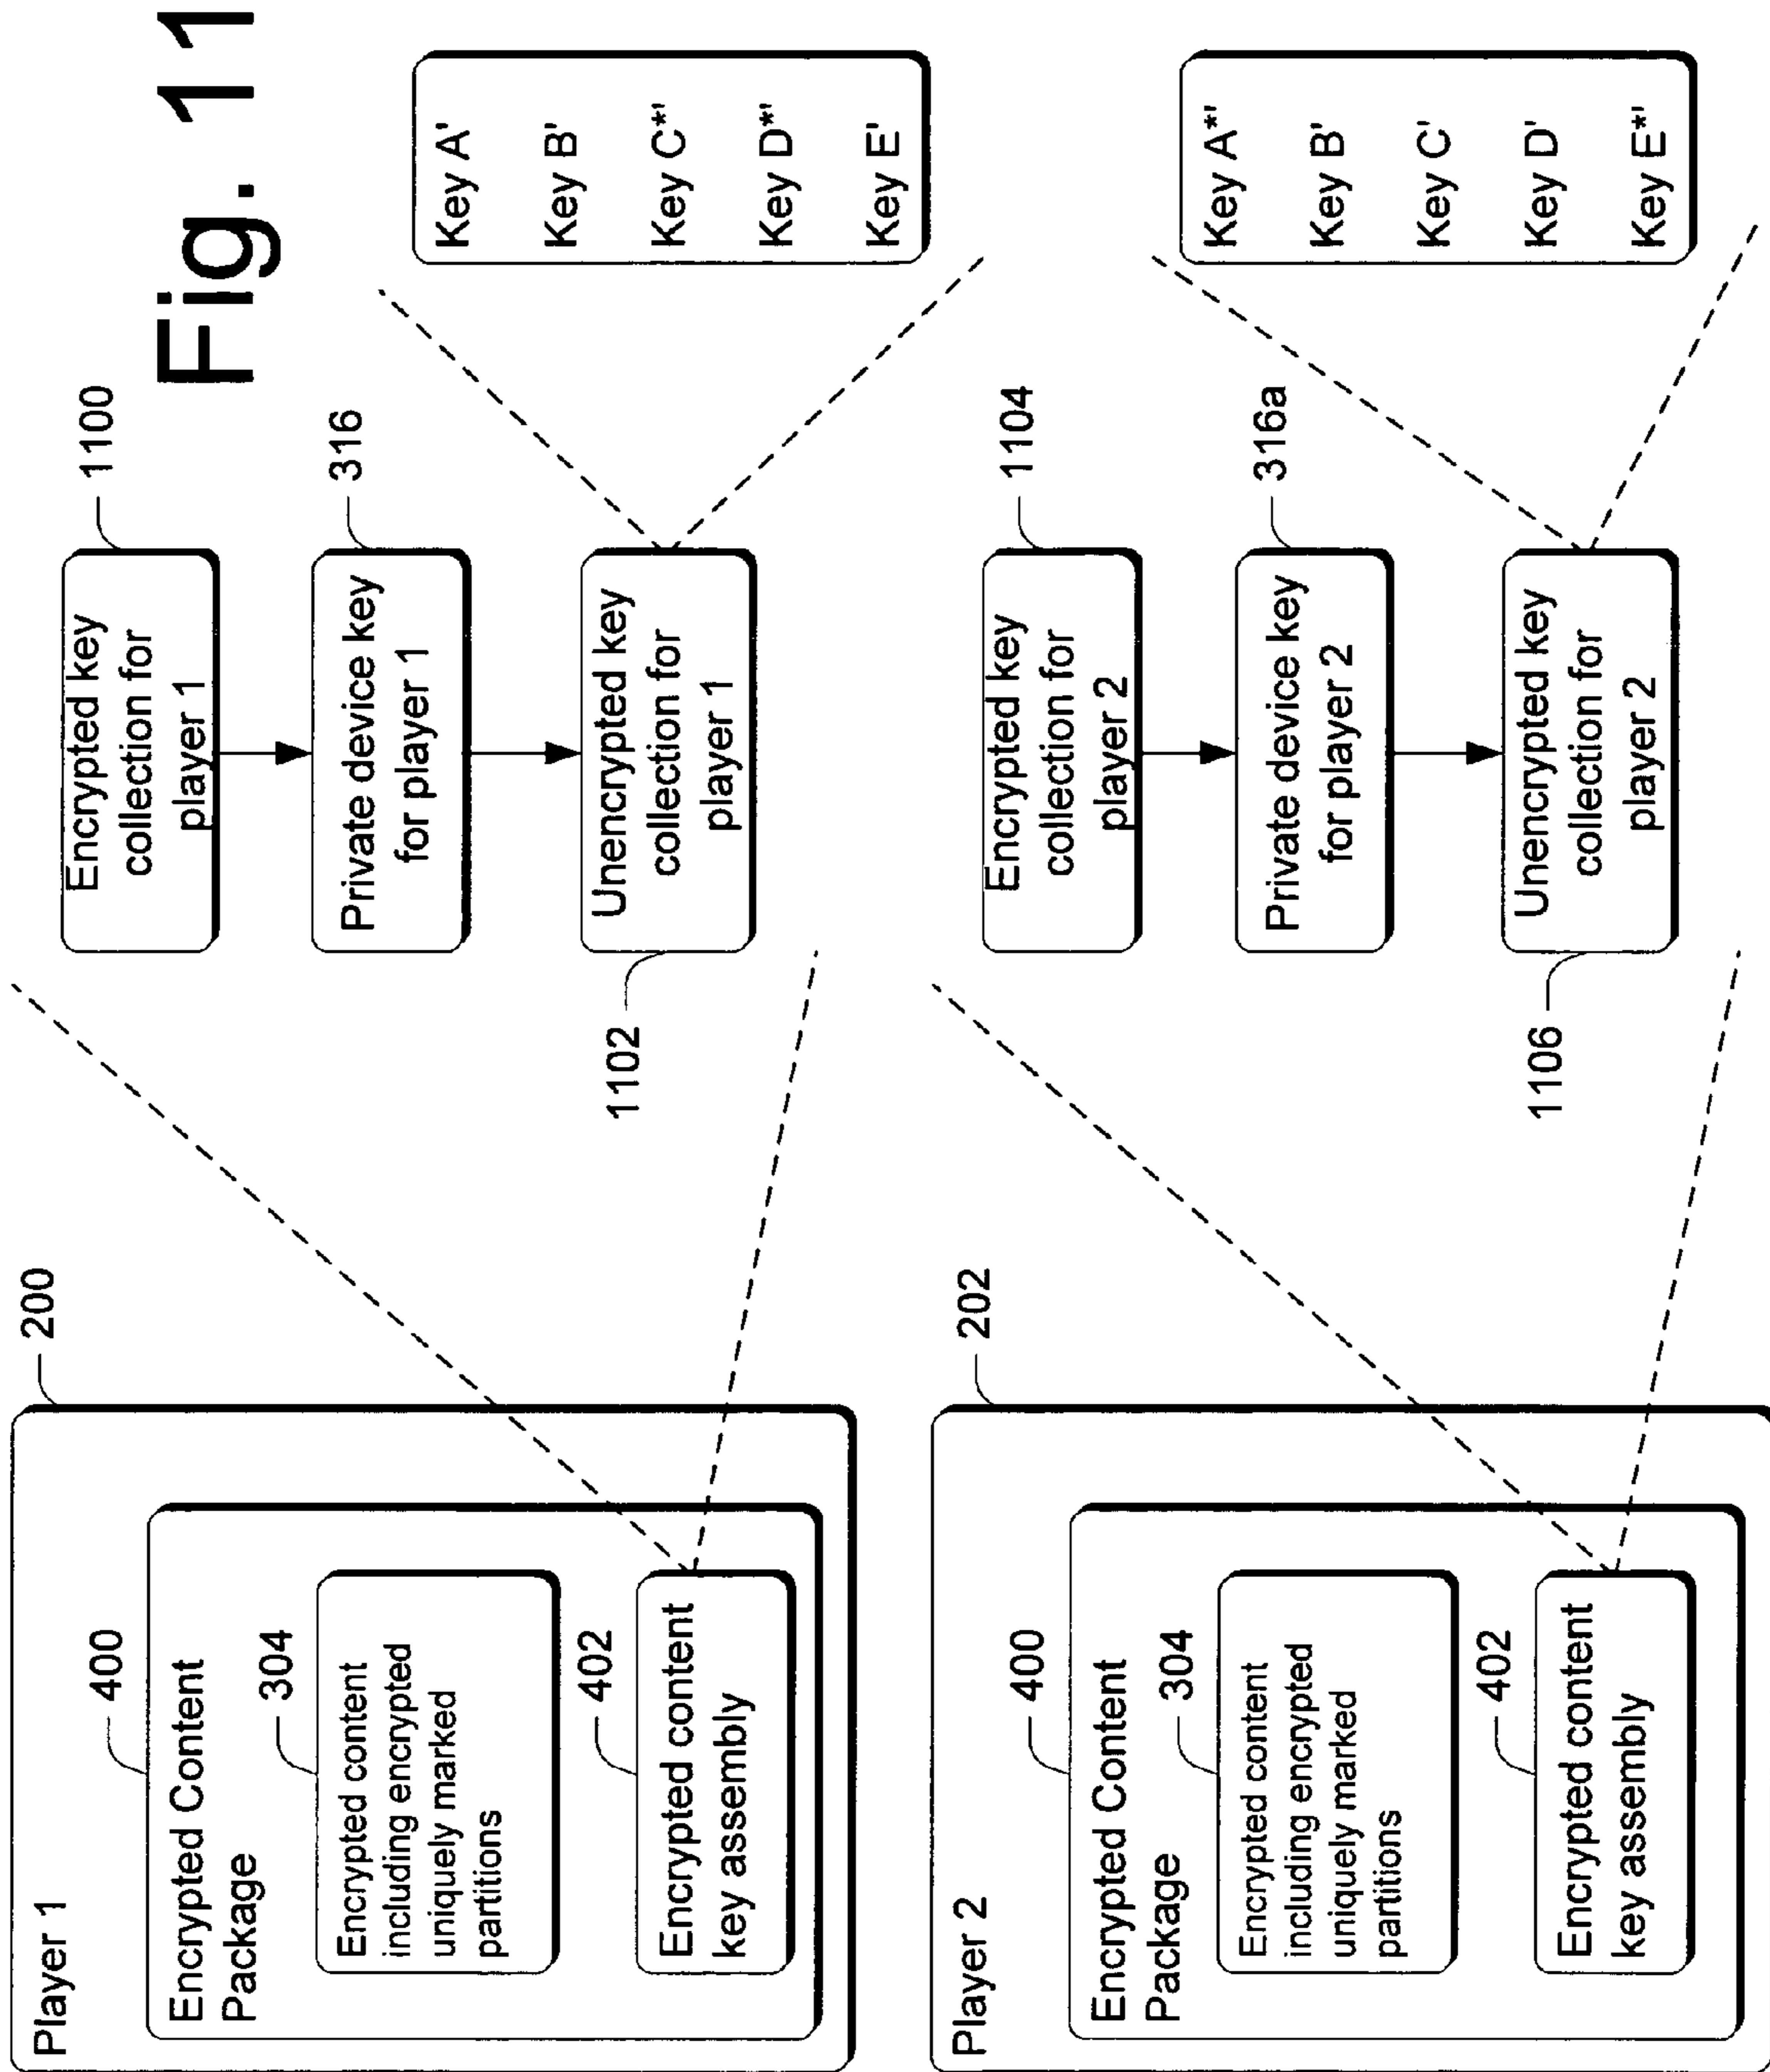 Fig. 11
Player 1
200
Encrypted Content
Package
400
Encrypted content
including encrypted
uniquely marked
partitions
304
Encrypted content
key assembly
402
Encrypted key
collection for
player 1
1100
Private device key
for player 1
316
Unencrypted key
collection for
player 1
1102
Key A'
Key B'
Key C*'
Key D*'
Key E'
Player 2
202
Encrypted Content
Package
400
Encrypted content
including encrypted
uniquely marked
partitions
304
Encrypted content
key assembly
402
Encrypted key
collection for
player 2
1104
Private device key
for player 2
316a
Unencrypted key
collection for
player 2
1106
Key A*'
Key B'
Key C'
Key D'
Key E*'